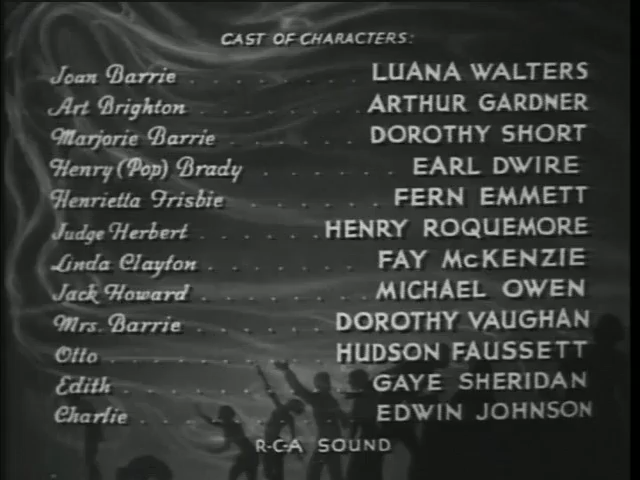 CAST OF CHARACTERS:
Joan Barrie . . . . . . . . LUANA WALTERS
Art Brighton . . . . . . . . ARTHUR GARDNER
Marjorie Barrie . . . . . . . DOROTHY SHORT
Henry (Pop) Brady . . . . . . . EARL DWIRE
Henrietta Frisbie . . . . . . . FERN EMMETT
Judge Herbert . . . . . . HENRY ROQUEMORE
Linda Clayton . . . . . . . . FAY McKENZIE
Jack Howard . . . . . . . . MICHAEL OWEN
Mrs. Barrie . . . . . . DOROTHY VAUGHAN
Otto . . . . . . . . . . HUDSON FAUSSETT
Edith . . . . . . . . . . . GAYE SHERIDAN
Charlie . . . . . . . . . . EDWIN JOHNSON
R-C-A SOUND